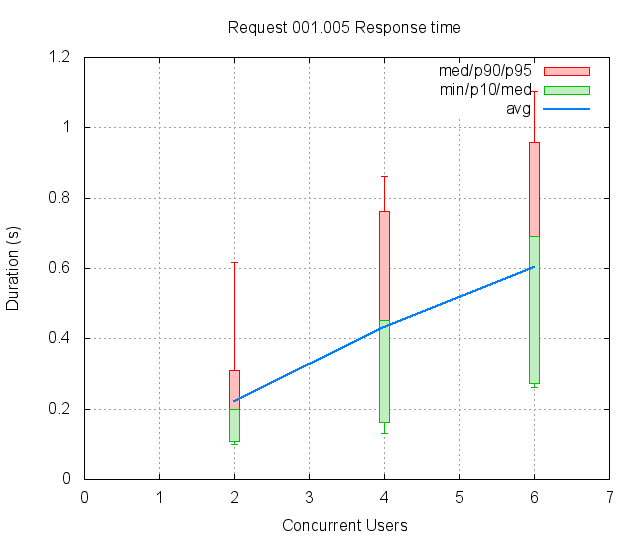 Request 001.005 Response time
med/p90/p95
min/p10/med
avg
1.2
1
0.8
0.6
0.4
0.2
0
Duration (s)
0 1 2 3 4 5 6 7
Concurrent Users